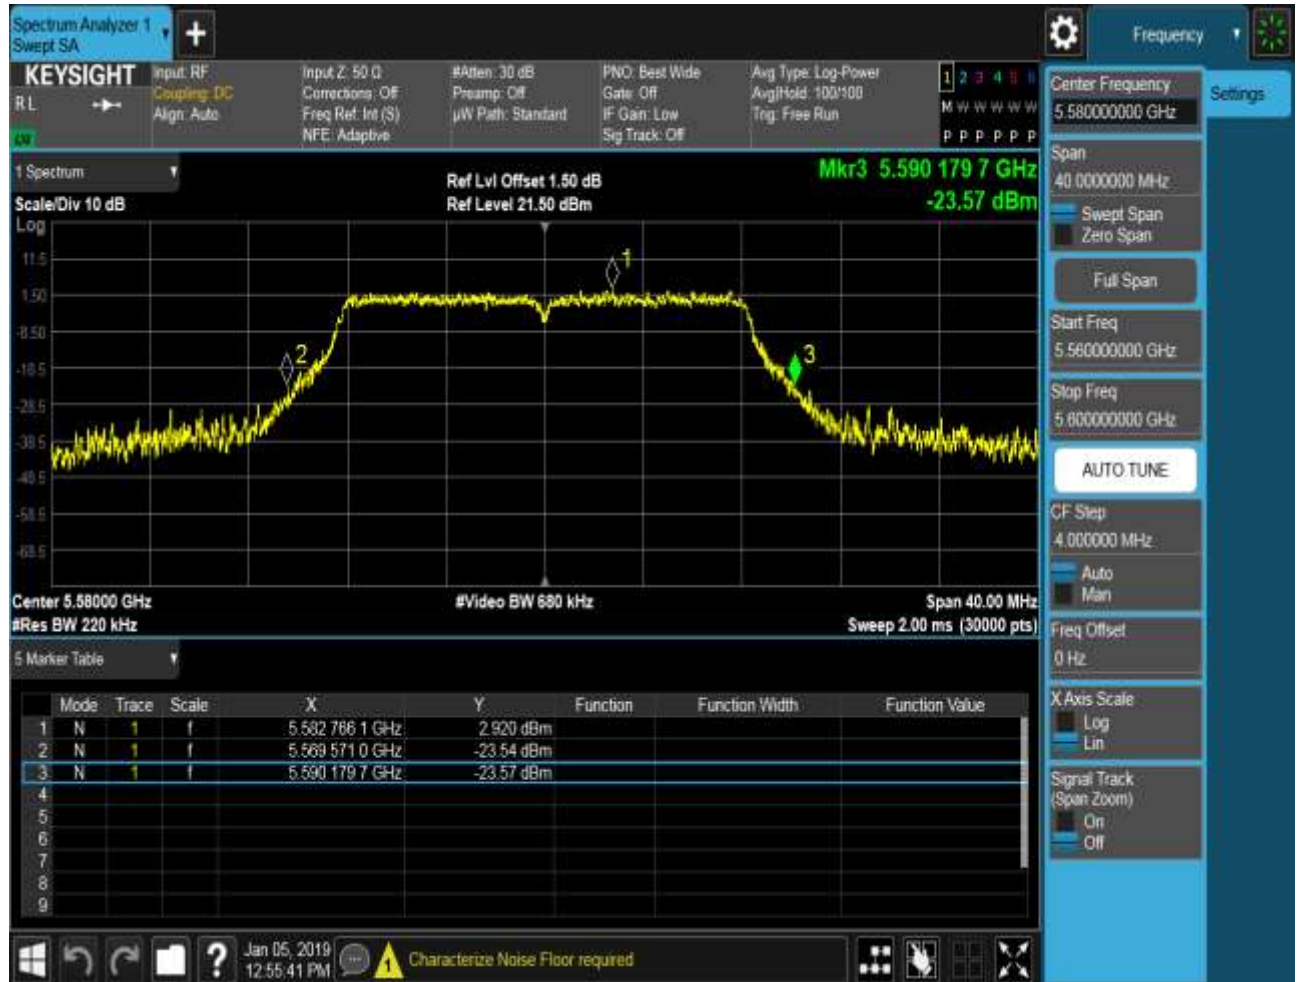 Spectrum Analyzer 1
Swept SA
Frequency
KEYSIGHT
R L
Input: RF
Coupling: DC
Align: Auto
Input Z: 50 Ω
Corrections: Off
Freq Ref: Int (S)
NFE: Adaptive
#Atten: 30 dB
Preamp: Off
µW Path: Standard
PNO: Best Wide
Gate: Off
IF Gain: Low
Sig Track: Off
Avg Type: Log-Power
Avg|Hold: 100/100
Trig: Free Run
1 2 3 4 5 6
M W W W W W
P P P P P P
1 Spectrum
Scale/Div 10 dB
Ref Lvl Offset 1.50 dB
Ref Level 21.50 dBm
Mkr3 5.590 179 7 GHz
-23.57 dBm
Log
11.5
1.50
-8.50
-18.5
-28.5
-38.5
-48.5
-58.5
-68.5
1
2
3
Center 5.58000 GHz
#Video BW 680 kHz
Span 40.00 MHz
#Res BW 220 kHz
Sweep 2.00 ms (30000 pts)
5 Marker Table
Mode Trace Scale X Y Function Function Width Function Value
1 N 1 f 5.582 766 1 GHz 2.920 dBm
2 N 1 f 5.569 571 0 GHz -23.54 dBm
3 N 1 f 5.590 179 7 GHz -23.57 dBm
4
5
6
7
8
9
Jan 05, 2019
12:55:41 PM
Characterize Noise Floor required
Settings
Center Frequency
5.580000000 GHz
Span
40.0000000 MHz
Swept Span
Zero Span
Full Span
Start Freq
5.560000000 GHz
Stop Freq
5.600000000 GHz
AUTO TUNE
CF Step
4.000000 MHz
Auto
Man
Freq Offset
0 Hz
X Axis Scale
Log
Lin
Signal Track
(Span Zoom)
On
Off